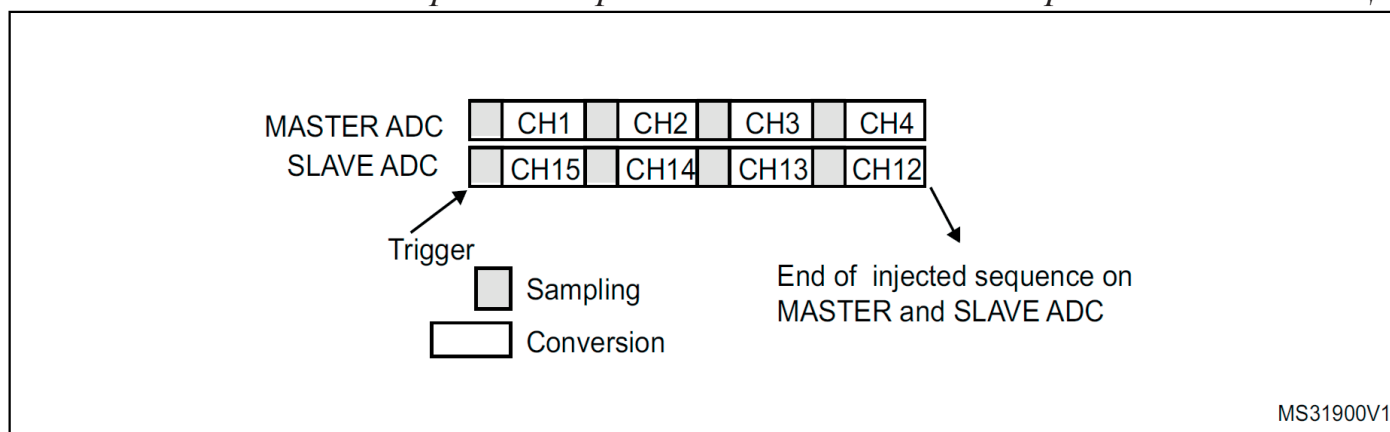 MASTER ADC CH1 CH2 CH3 CH4
SLAVE ADC CH15 CH14 CH13 CH12
Trigger
Sampling
Conversion
End of injected sequence on
MASTER and SLAVE ADC
MS31900V1